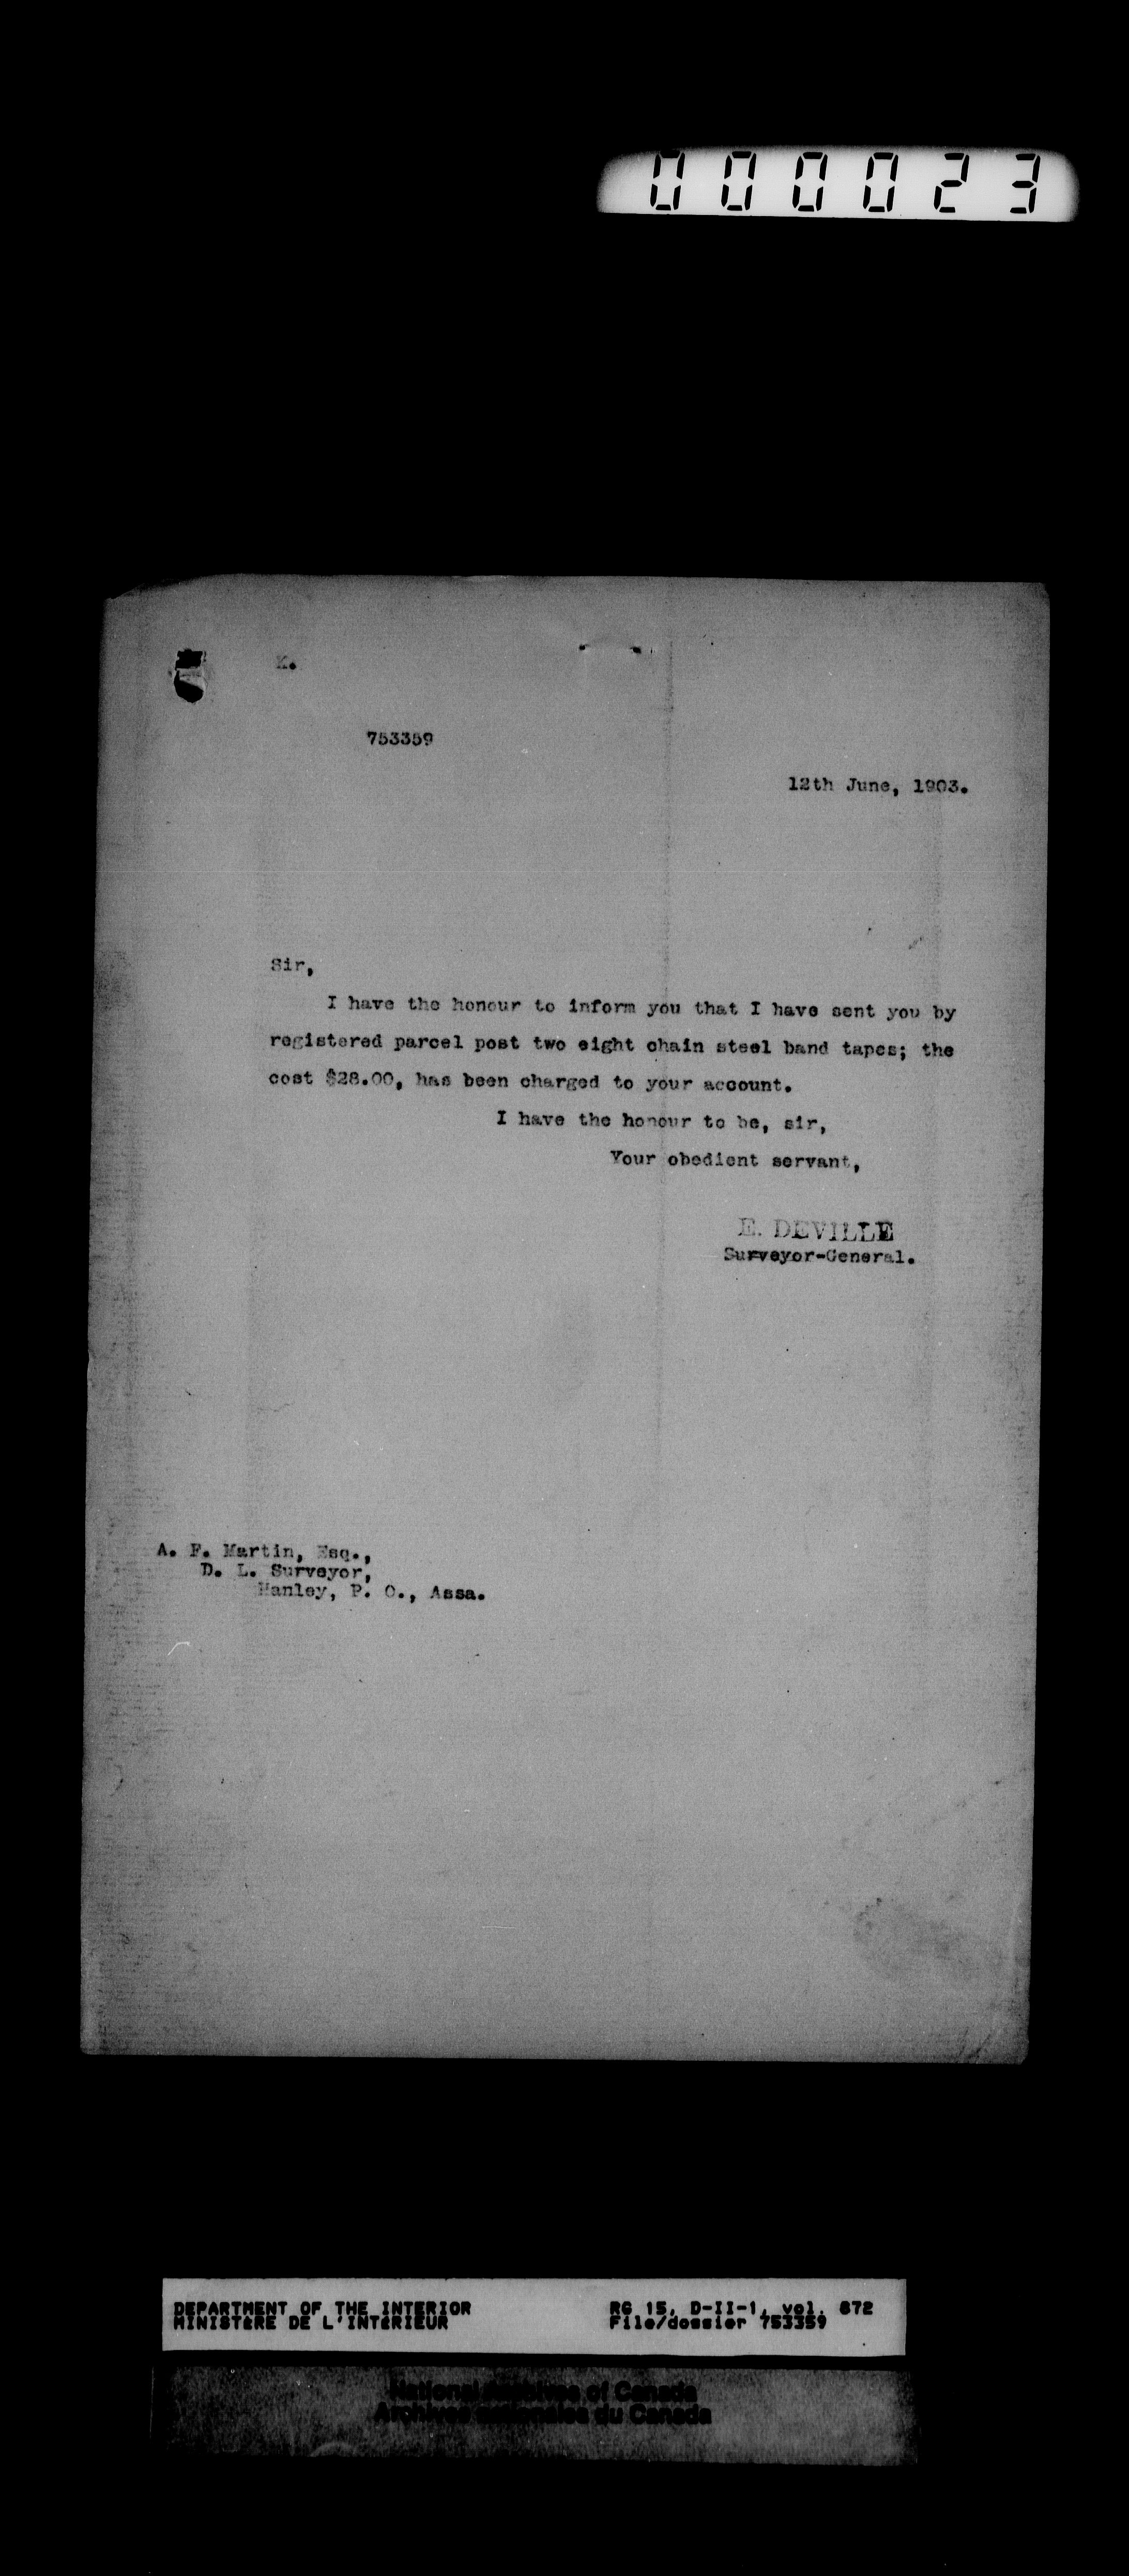 000023
753359
12th June, 1903.
Sir,
I have the honour to inform you that I have sent you by
registered parcel post two eight chain steel band tapes; the
cost $28.00, has been charged to your account.
I have the honour to be, sir,
Your obedient servant,
E. DEVILLE
Surveyor-General.
A. F. Martin, Esq.,
D. L. Surveyor,
Hanley, P. O., Assa.
DEPARTMENT OF THE INTERIOR
MINISTERE DE L'INTERIEUR
RG 15, D-II-1, vol. 872
File/dossier 753359
National Archives of Canada
Archives nationales du Canada